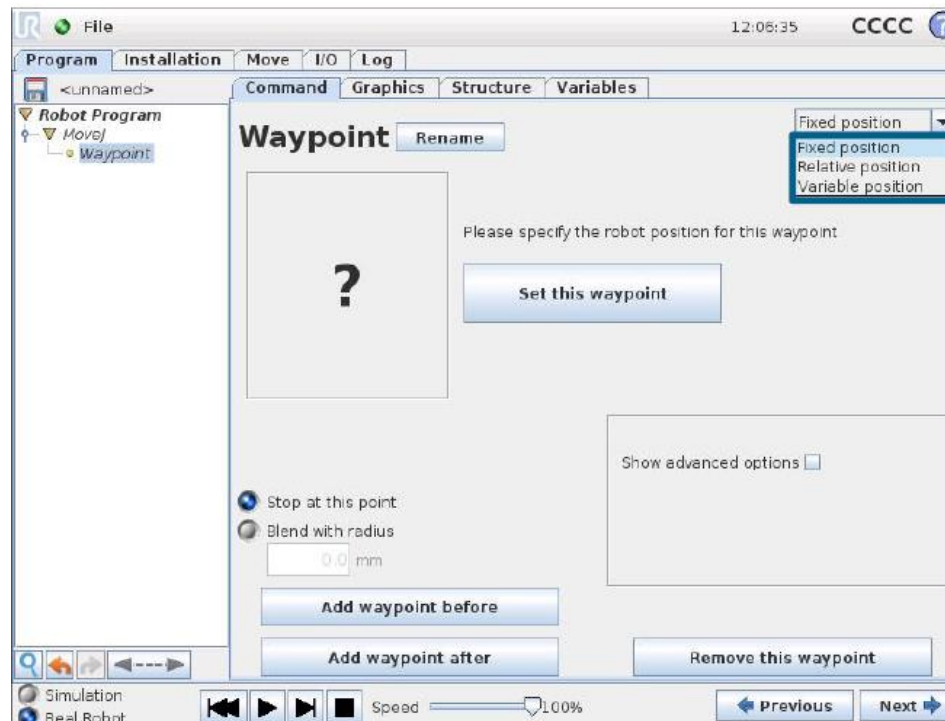 UR File 12:06:35 CCCC ?
Program Installation Move I/O Log
<unnamed>
Command Graphics Structure Variables
Robot Program
MoveJ
Waypoint
Waypoint Rename
Fixed position
Fixed position
Relative position
Variable position
?
Please specify the robot position for this waypoint
Set this waypoint
Show advanced options
Stop at this point
Blend with radius
0.0 mm
Add waypoint before
Add waypoint after
Remove this waypoint
Simulation
Real Robot
Speed 100%
Previous Next